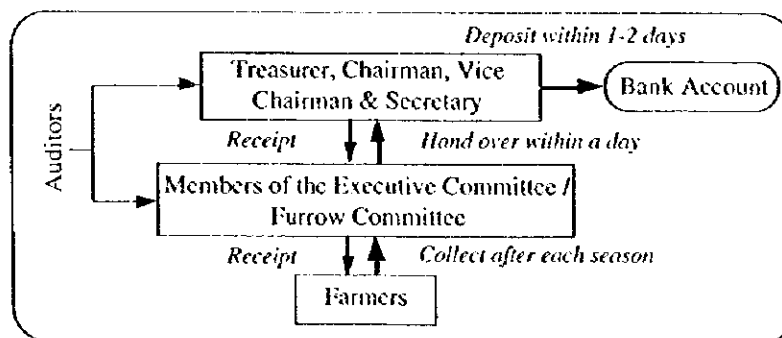 Deposit within 1-2 days
Treasurer, Chairman, Vice
Chairman & Secretary
Bank Account
Auditors
Receipt
Hand over within a day
Members of the Executive Committee /
Furrow Committee
Receipt
Collect after each season
Farmers